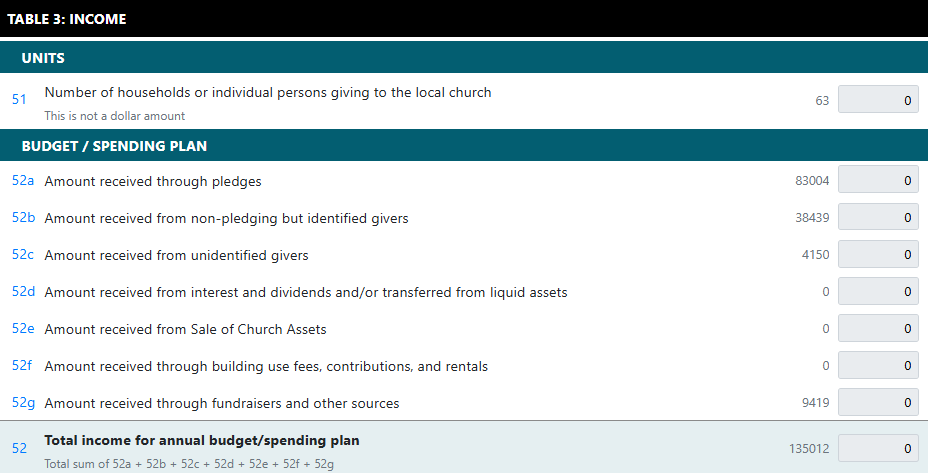 TABLE 3: INCOME
UNITS
51 Number of households or individual persons giving to the local church 63 0
This is not a dollar amount
BUDGET / SPENDING PLAN
52a Amount received through pledges 83004 0
52b Amount received from non-pledging but identified givers 38439 0
52c Amount received from unidentified givers 4150 0
52d Amount received from interest and dividends and/or transferred from liquid assets 0 0
52e Amount received from Sale of Church Assets 0 0
52f Amount received through building use fees, contributions, and rentals 0 0
52g Amount received through fundraisers and other sources 9419 0
52 Total income for annual budget/spending plan 135012 0
Total sum of 52a + 52b + 52c + 52d + 52e + 52f + 52g